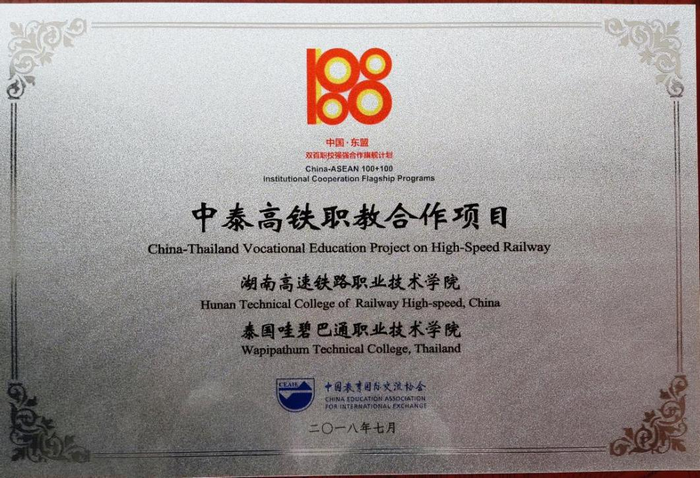 100
100
中国·东盟
双百职校强强合作旗舰计划
China-ASEAN 100+100
Institutional Cooperation Flagship Programs
中泰高铁职教合作项目
China-Thailand Vocational Education Project on High-Speed Railway
湖南高速铁路职业技术学院
Hunan Technical College of Railway High-speed, China
泰国哇碧巴通职业技术学院
Wapipathum Technical College, Thailand
CEAIE
中国教育国际交流协会
CHINA EDUCATION ASSOCIATION
FOR INTERNATIONAL EXCHANGE
二〇一八年七月